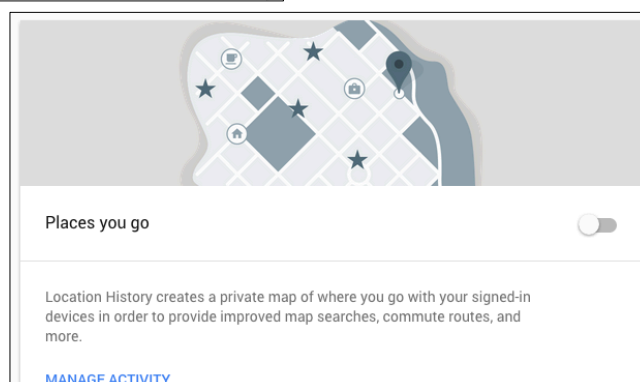 Places you go
Location History creates a private map of where you go with your signed-in
devices in order to provide improved map searches, commute routes, and
more.
MANAGE ACTIVITY